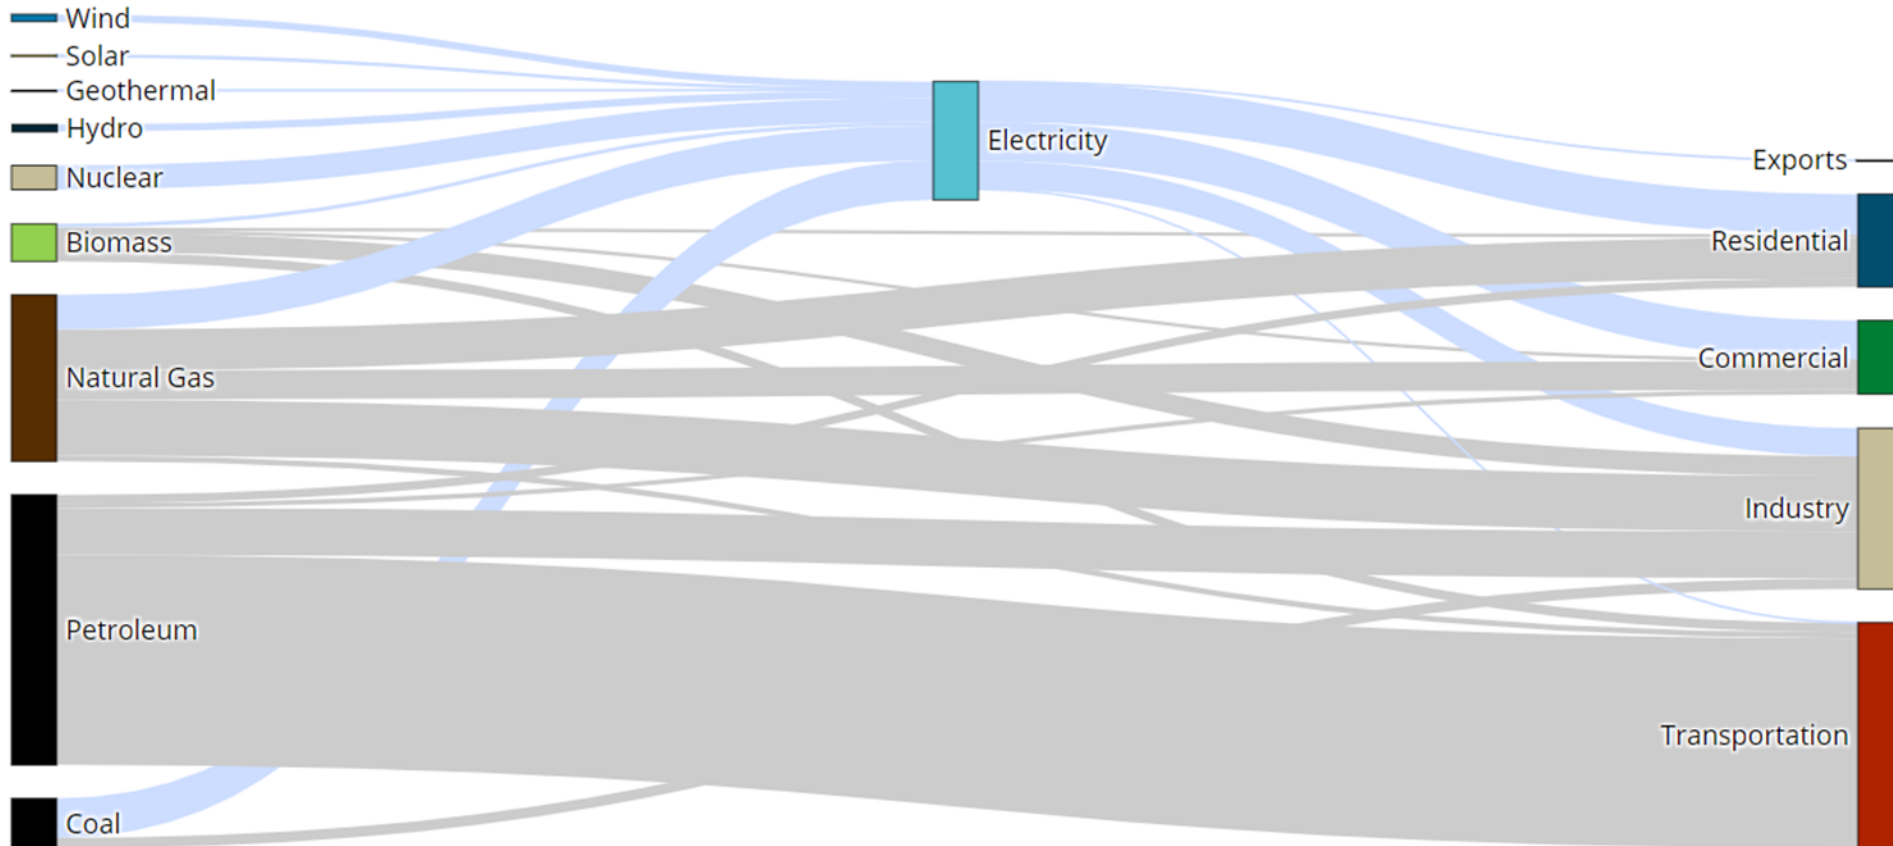 Wind
Solar
Geothermal
Hydro
Nuclear
Biomass
Natural Gas
Petroleum
Coal
Electricity
Exports
Residential
Commercial
Industry
Transportation